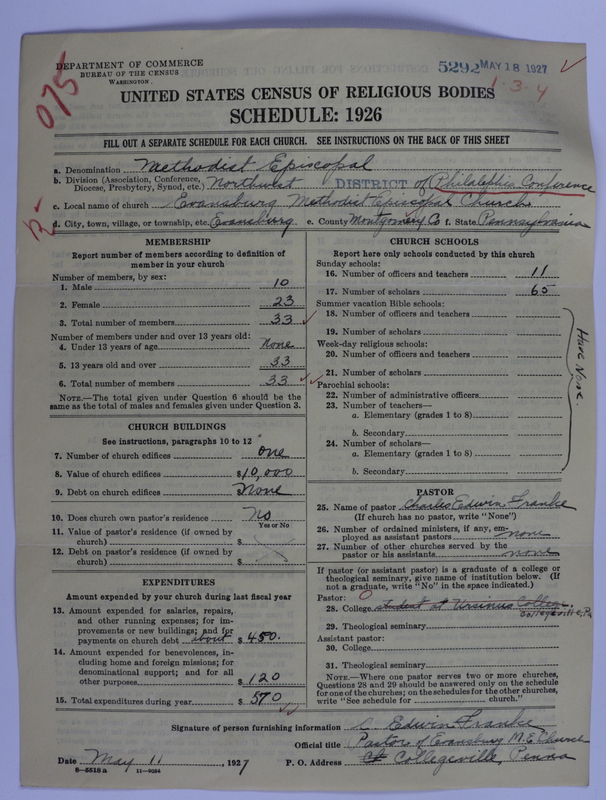 DEPARTMENT OF COMMERCE
BUREAU OF THE CENSUS
WASHINGTON
5292 MAY 18 1927
075
1-3-4
UNITED STATES CENSUS OF RELIGIOUS BODIES
SCHEDULE: 1926
FILL OUT A SEPARATE SCHEDULE FOR EACH CHURCH. SEE INSTRUCTIONS ON THE BACK OF THIS SHEET
a. Denomination Methodist Episcopal
b. Division (Association, Conference, Diocese, Presbytery, Synod, etc.) Northwest DISTRICT of Philadelphia Conference
c. Local name of church Evansburg Methodist Episcopal Church
d. City, town, village, or township, etc. Evansburg e. County Montgomery Co f. State Pennsylvania
MEMBERSHIP
Report number of members according to definition of
member in your church
Number of members, by sex:
1. Male 10
2. Female 23
3. Total number of members 33
Number of members under and over 13 years old:
4. Under 13 years of age None
5. 13 years old and over 33
6. Total number of members 33
NOTE.—The total given under Question 6 should be
same as the total of males and females given under Question 3.
CHURCH BUILDINGS
See instructions, paragraphs 10 to 12
7. Number of church edifices one
8. Value of church edifices $10,000
9. Debt on church edifices $None
10. Does church own pastor's residence No
Yes or No
11. Value of pastor's residence (if owned by
church) $
12. Debt on pastor's residence (if owned by
church) $
EXPENDITURES
Amount expended by your church during last fiscal year
13. Amount expended for salaries, repairs,
and other running expenses; for im-
provements or new buildings; and for
payments on church debt about $ 450.
14. Amount expended for benevolences, in-
cluding home and foreign missions; for
denominational support; and for all
other purposes $ 120
15. Total expenditures during year $ 570
CHURCH SCHOOLS
Report here only schools conducted by this church
Sunday schools:
16. Number of officers and teachers 11
17. Number of scholars 65
Summer vacation Bible schools:
18. Number of officers and teachers
19. Number of scholars
Week-day religious schools:
20. Number of officers and teachers
21. Number of scholars
Parochial schools:
22. Number of administrative officers
23. Number of teachers—
a. Elementary (grades 1 to 8)
b. Secondary
24. Number of scholars—
a. Elementary (grades 1 to 8)
b. Secondary
Have None.
PASTOR
25. Name of pastor Charles Edwin Franke
(If church has no pastor, write "None")
26. Number of ordained ministers, if any, em-
ployed as assistant pastors none
27. Number of other churches served by the
pastor or his assistants none
If pastor (or assistant pastor) is a graduate of a college or
theological seminary, give name of institution below. (If
not a graduate, write "No" in the space indicated.)
Pastor:
28. College student at Ursinus College,
Collegeville, Pa
29. Theological seminary
Assistant pastor:
30. College
31. Theological seminary
NOTE.—Where one pastor serves two or more churches,
Questions 28 and 29 should be answered only on the schedule
for one of the churches; on the schedules for the other churches,
write "See schedule for church."
Signature of person furnishing information C Edwin Franke
Official title Pastor of Evansburg M.E. Church
Date May 11, 1927 P. O. Address Collegeville, Penna
8—5518 a 11—9034